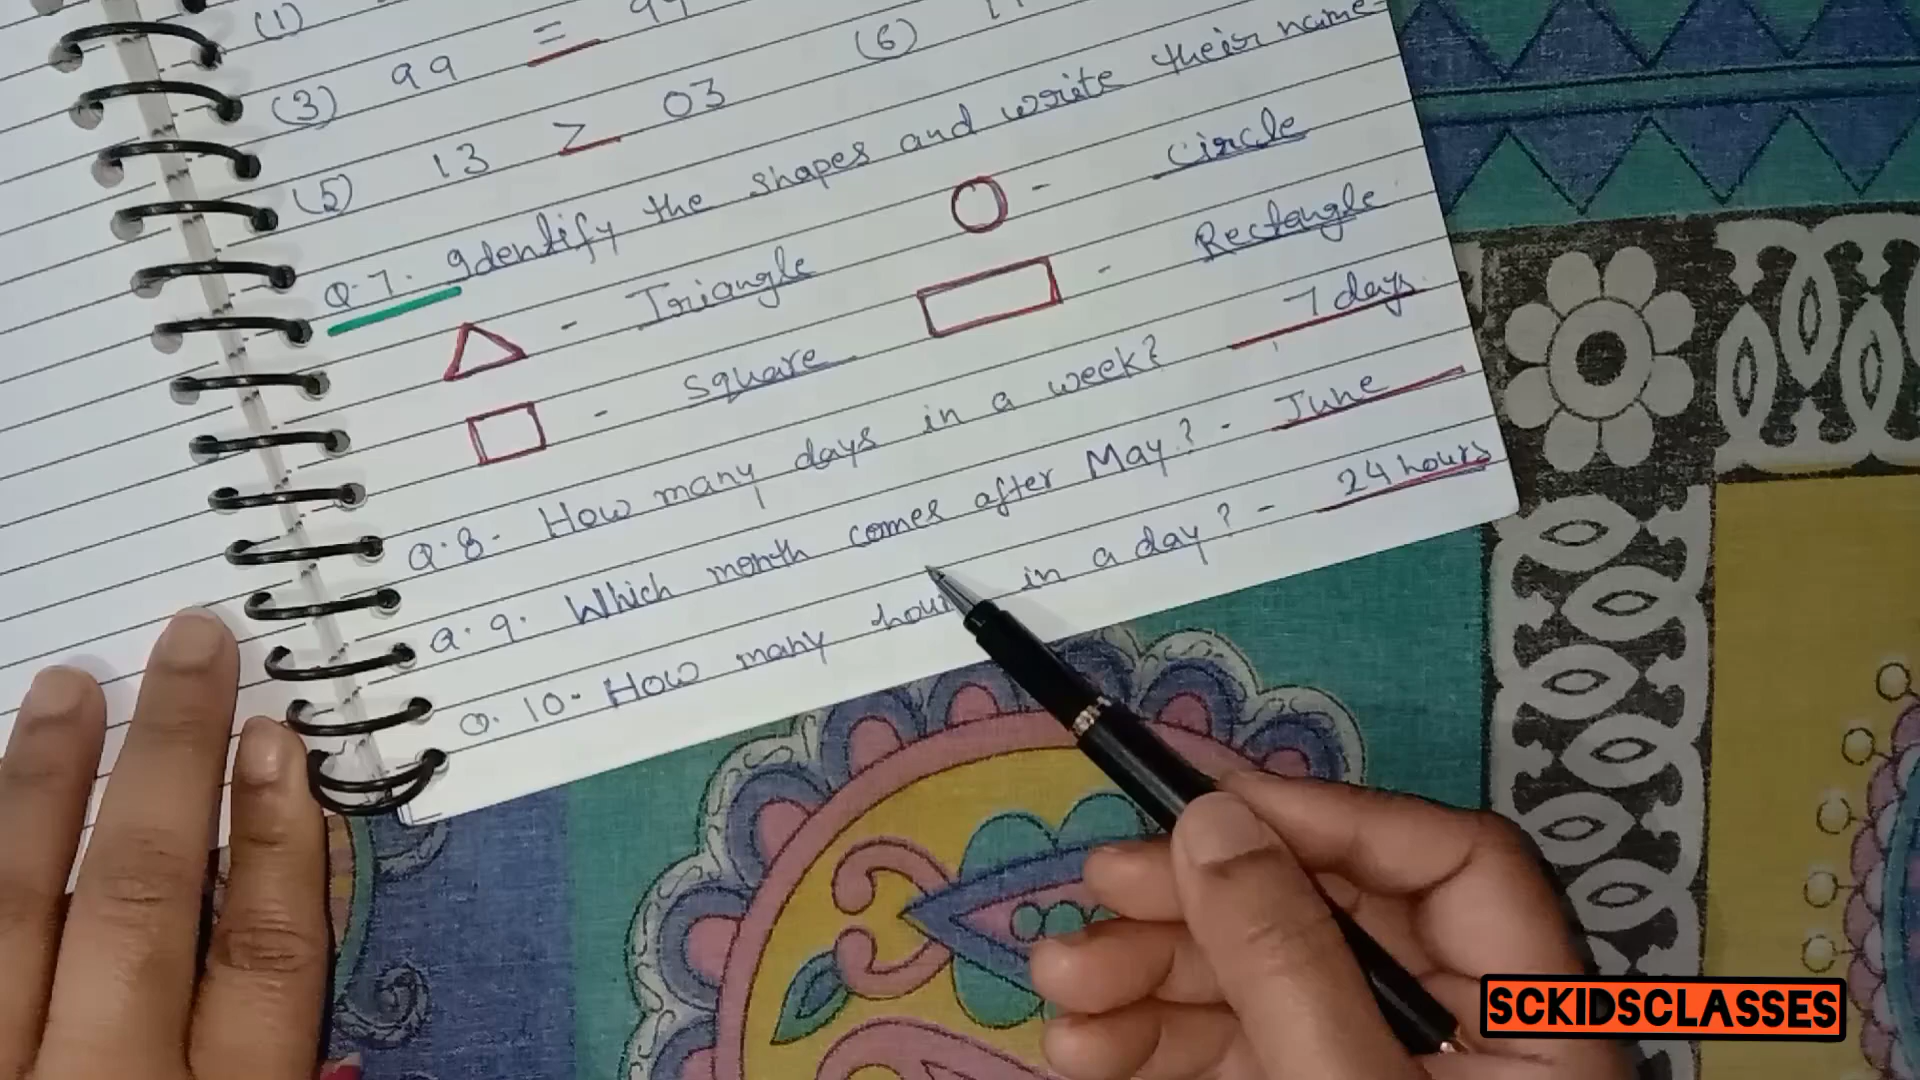 (1)
(3) 99 = 99
(5) 13 > 03 (6)
Q.7. Identify the shapes and write their name-
- Triangle - circle
- square - Rectangle
Q.8. How many days in a week? 7 days.
Q.9. Which month comes after May? - June
Q.10. How many hours in a day? - 24 hours
SCKIDSCLASSES